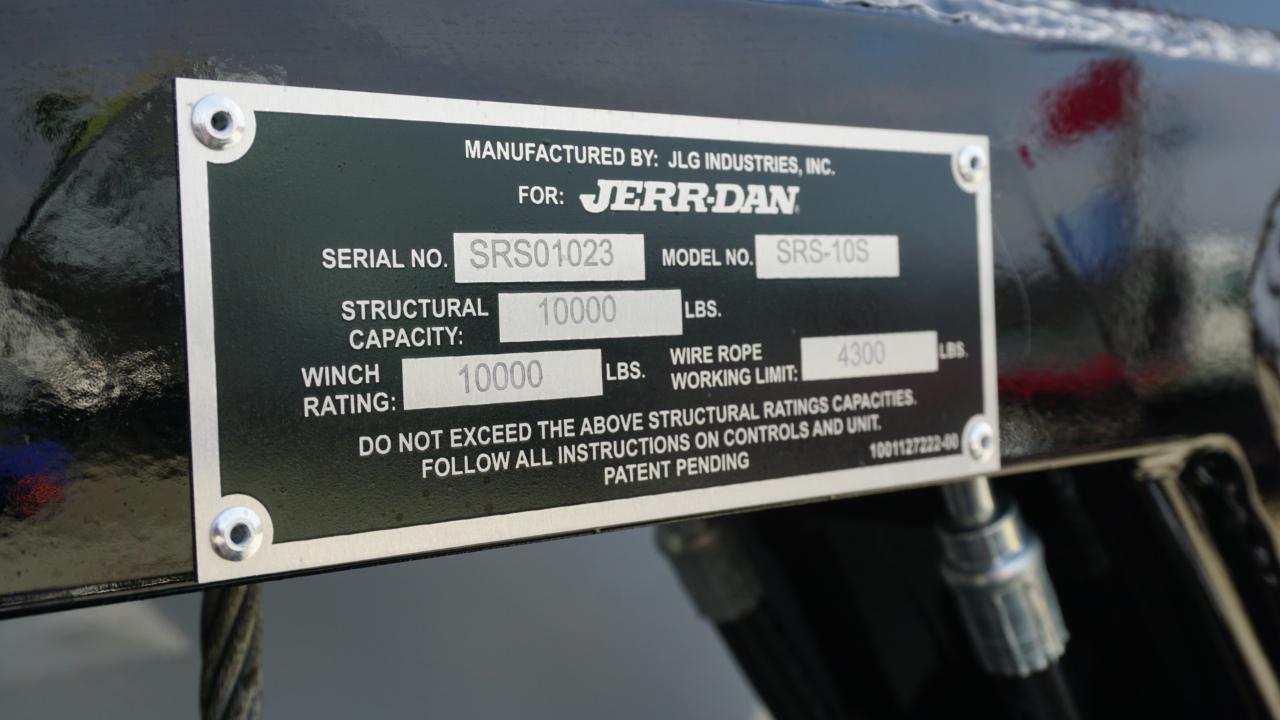 MANUFACTURED BY: JLG INDUSTRIES, INC.
FOR: JERR-DAN
SERIAL NO. SRS01023 MODEL NO. SRS-10S
STRUCTURAL CAPACITY: 10000 LBS.
WINCH RATING: 10000 LBS. WIRE ROPE WORKING LIMIT: 4300 LBS.
DO NOT EXCEED THE ABOVE STRUCTURAL RATINGS CAPACITIES.
FOLLOW ALL INSTRUCTIONS ON CONTROLS AND UNIT.
PATENT PENDING
1001127222-00